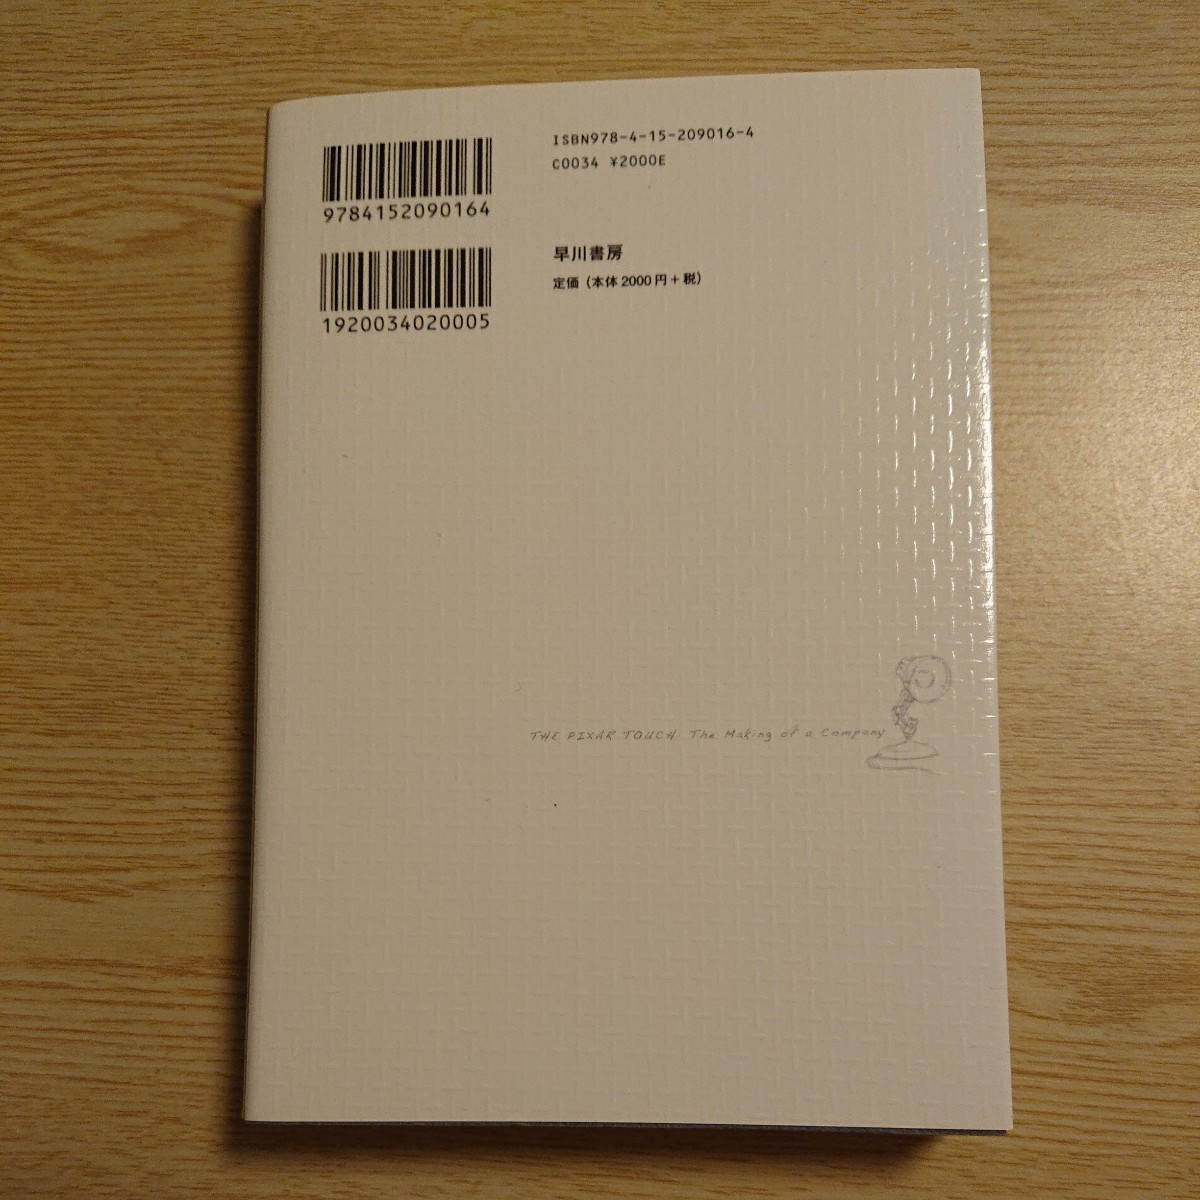 9784152090164
1920034020005
ISBN978-4-15-209016-4
C0034 ¥2000E
早川書房
定価（本体2000円+税）
THE PIXAR TOUCH: The Making of a Company